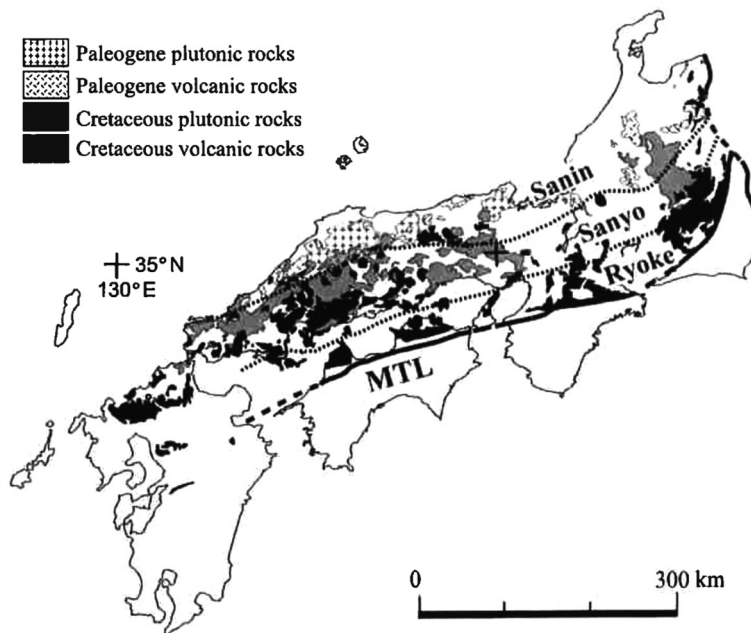 Paleogene plutonic rocks
Paleogene volcanic rocks
Cretaceous plutonic rocks
Cretaceous volcanic rocks
Sanin
Sanyo
Ryoke
35°N
130°E
MTL
0 300 km